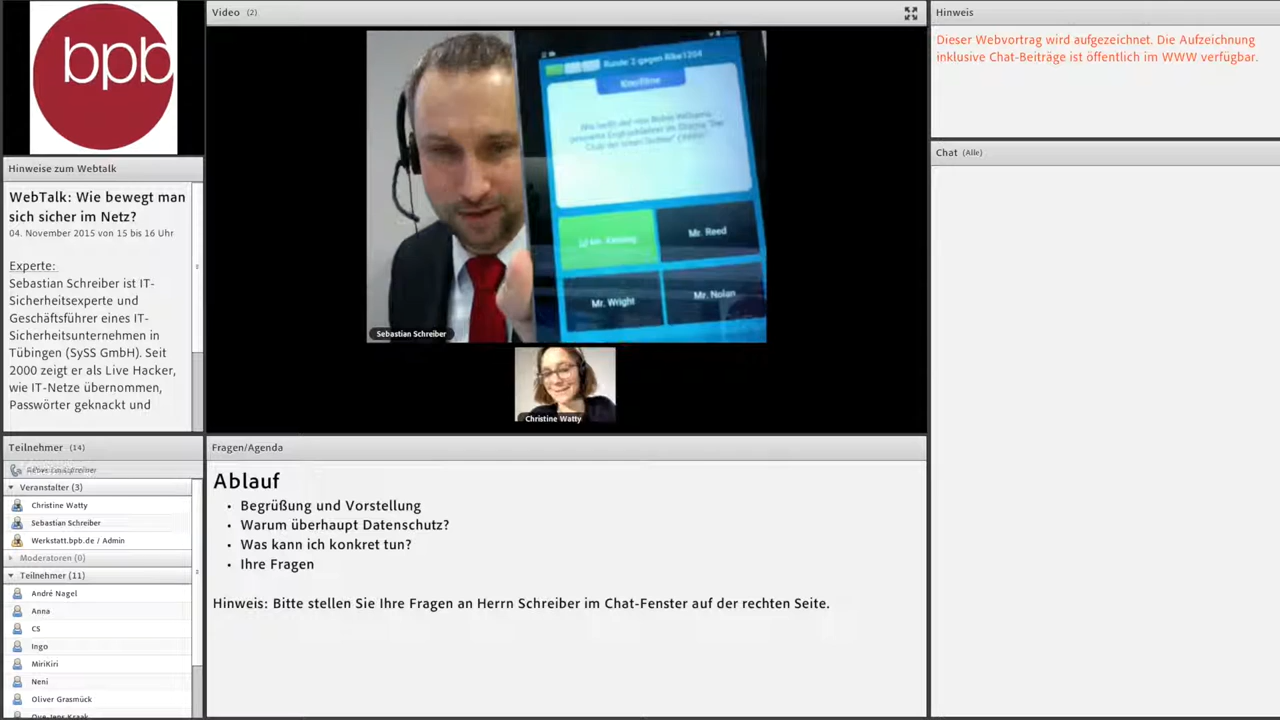 bpb
Hinweise zum Webtalk
WebTalk: Wie bewegt man
sich sicher im Netz?
04. November 2015 von 15 bis 16 Uhr
Experte:
Sebastian Schreiber ist IT-
Sicherheitsexperte und
Geschäftsführer eines IT-
Sicherheitsunternehmen in
Tübingen (SySS GmbH). Seit
2000 zeigt er als Live Hacker,
wie IT-Netze übernommen,
Passwörter geknackt und
Teilnehmer (14)
Veranstalter (3)
Christine Watty
Sebastian Schreiber
Werkstatt.bpb.de / Admin
Moderatoren (0)
Teilnehmer (11)
André Nagel
Anna
CS
Ingo
MiriKiri
Neni
Oliver Grasmück
Video (2)
Runde 2 gegen
Kinofilme
Mr. Reed
Mr. Wright
Mr. Nolan
Sebastian Schreiber
Christine Watty
Fragen/Agenda
Ablauf
• Begrüßung und Vorstellung
• Warum überhaupt Datenschutz?
• Was kann ich konkret tun?
• Ihre Fragen
Hinweis: Bitte stellen Sie Ihre Fragen an Herrn Schreiber im Chat-Fenster auf der rechten Seite.
Hinweis
Dieser Webvortrag wird aufgezeichnet. Die Aufzeichnung
inklusive Chat-Beiträge ist öffentlich im WWW verfügbar.
Chat (Alle)